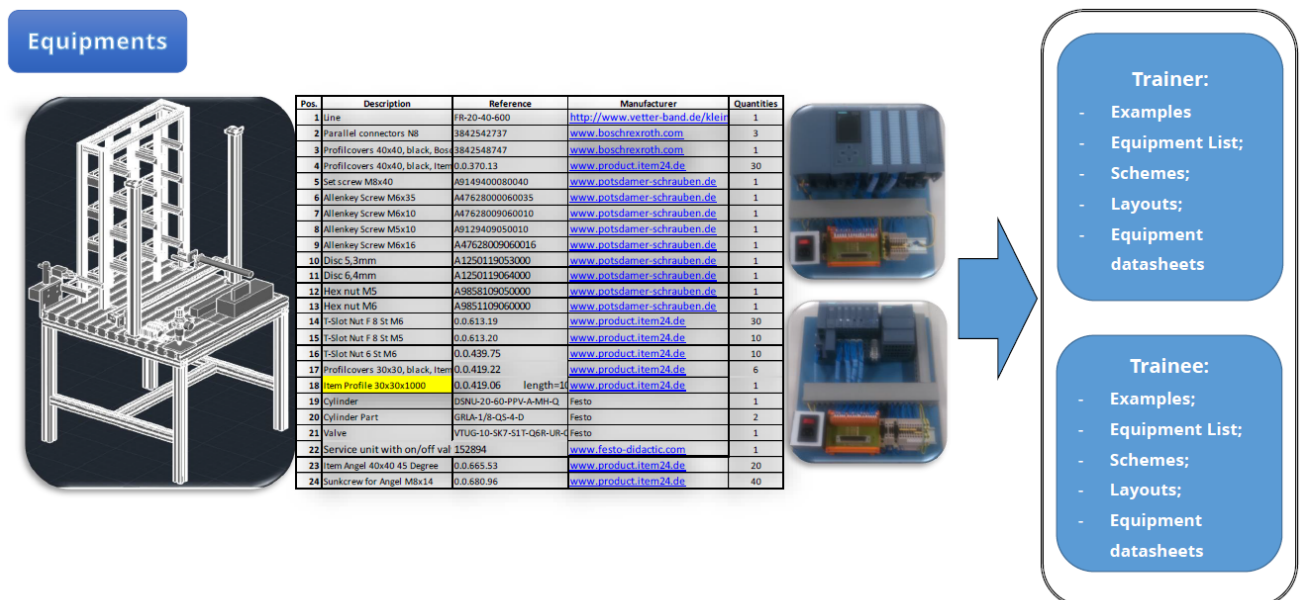 Equipments
Pos. Description Reference Manufacturer Quantities
1 Line FR-20-40-600 http://www.vetter-band.de/klein 1
2 Parallel connectors N8 3842542737 www.boschrexroth.com 3
3 Profilcovers 40x40, black, Bosc 3842548747 www.boschrexroth.com 1
4 Profilcovers 40x40, black, Item 0.0.370.13 www.product.item24.de 30
5 Set screw M8x40 A9149400080040 www.potsdamer-schrauben.de 1
6 Allenkey Screw M6x35 A47628000060035 www.potsdamer-schrauben.de 1
7 Allenkey Screw M6x10 A47628009060010 www.potsdamer-schrauben.de 1
8 Allenkey Screw M5x10 A9129409050010 www.potsdamer-schrauben.de 1
9 Allenkey Screw M6x16 A47628009060016 www.potsdamer-schrauben.de 1
10 Disc 5,3mm A1250119053000 www.potsdamer-schrauben.de 1
11 Disc 6,4mm A1250119064000 www.potsdamer-schrauben.de 1
12 Hex nut M5 A9858109050000 www.potsdamer-schrauben.de 1
13 Hex nut M6 A9851109060000 www.potsdamer-schrauben.de 1
14 T-Slot Nut F 8 St M6 0.0.613.19 www.product.item24.de 30
15 T-Slot Nut F 8 St M5 0.0.613.20 www.product.item24.de 10
16 T-Slot Nut 6 St M6 0.0.439.75 www.product.item24.de 10
17 Profilcovers 30x30, black, Item 0.0.419.22 www.product.item24.de 6
18 Item Profile 30x30x1000 0.0.419.06 length=10 www.product.item24.de 1
19 Cylinder DSNU-20-60-PPV-A-MH-Q Festo 1
20 Cylinder Part GRLA-1/8-QS-4-D Festo 2
21 Valve VTUG-10-SK7-S1T-Q6R-UR-C Festo 1
22 Service unit with on/off val 152894 www.festo-didactic.com 1
23 Item Angel 40x40 45 Degree 0.0.665.53 www.product.item24.de 20
24 Sunkcrew for Angel M8x14 0.0.680.96 www.product.item24.de 40
Trainer:
- Examples
- Equipment List;
- Schemes;
- Layouts;
- Equipment
datasheets
Trainee:
- Examples;
- Equipment List;
- Schemes;
- Layouts;
- Equipment
datasheets